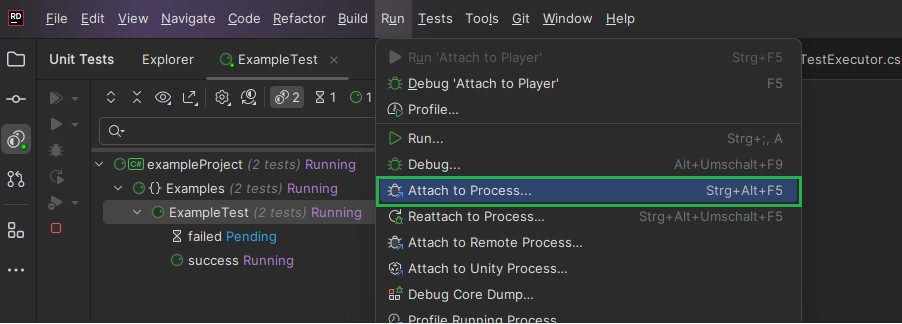 RD File Edit View Navigate Code Refactor Build Run Tests Tools Git Window Help
Unit Tests Explorer ExampleTest × TestExecutor.cs
2 1 1
Run 'Attach to Player' Strg+F5
Debug 'Attach to Player' F5
Profile...
Run... Strg+;, A
Debug... Alt+Umschalt+F9
Attach to Process... Strg+Alt+F5
Reattach to Process... Strg+Alt+Umschalt+F5
Attach to Remote Process...
Attach to Unity Process...
Debug Core Dump...
Profile Running Process
C# exampleProject (2 tests) Running
{} Examples (2 tests) Running
ExampleTest (2 tests) Running
failed Pending
success Running